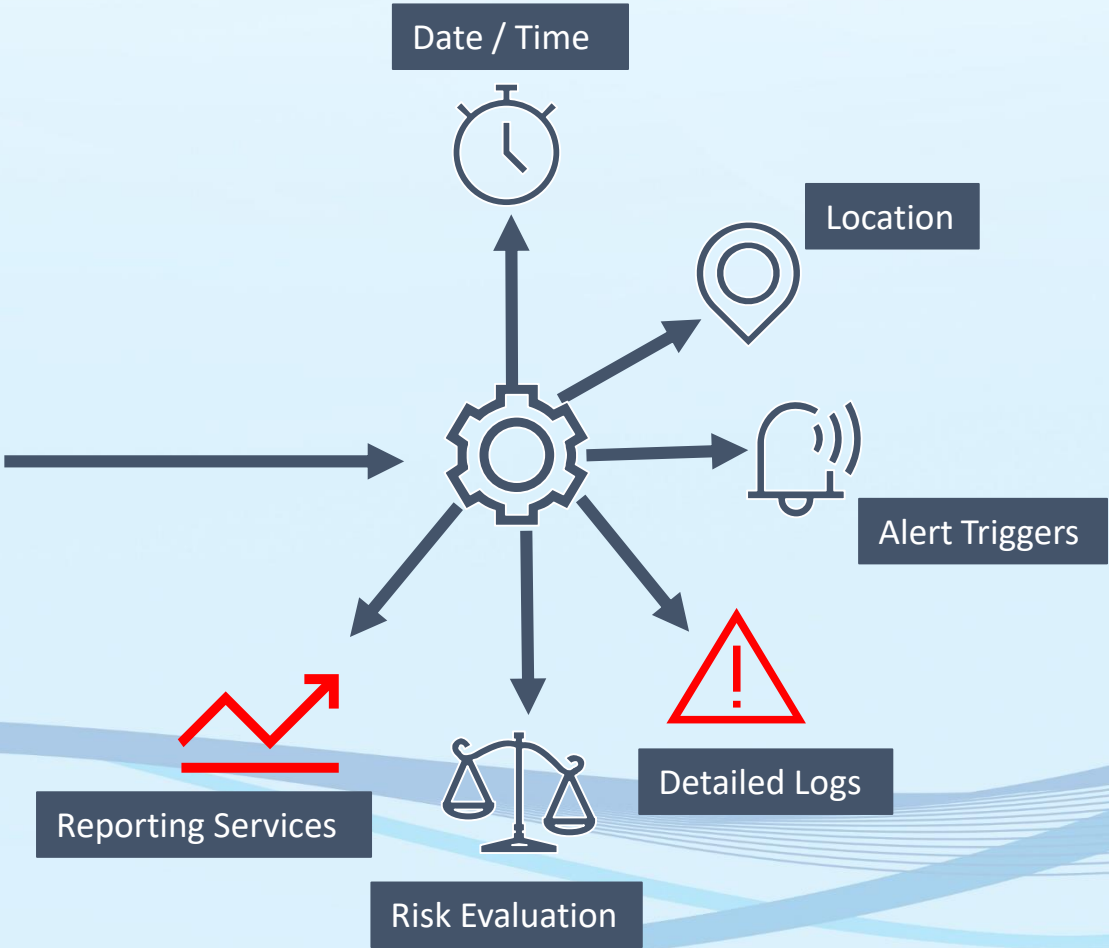 Date / Time
Location
Alert Triggers
Detailed Logs
Reporting Services
Risk Evaluation